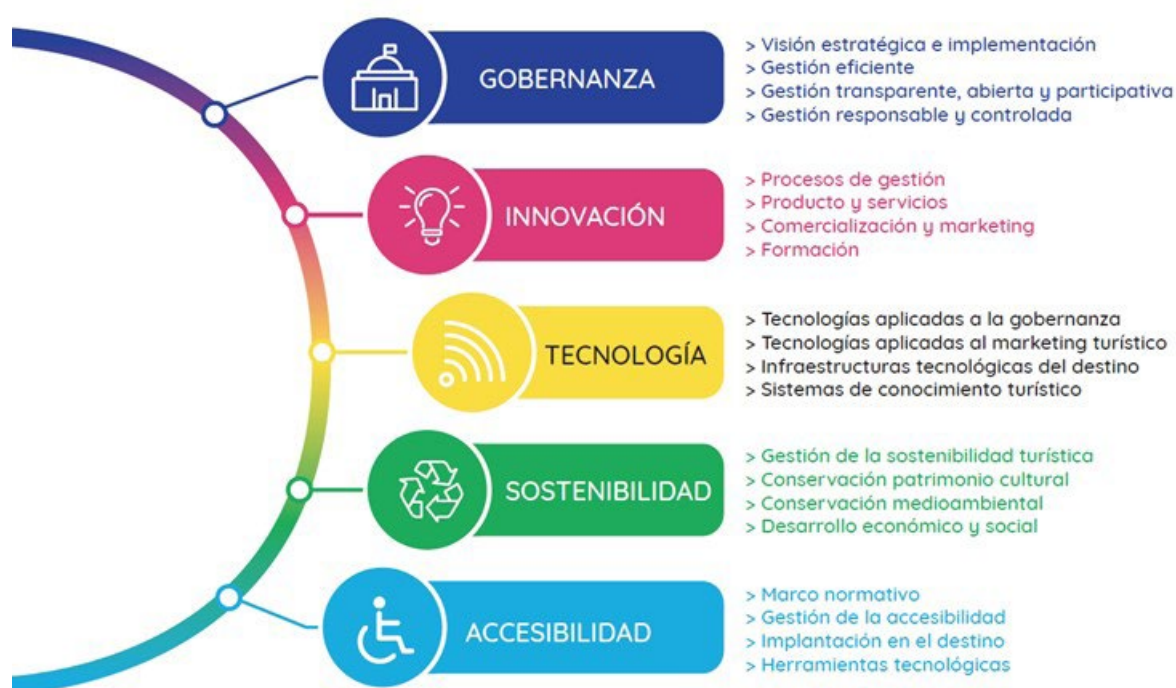 GOBERNANZA
> Visión estratégica e implementación
> Gestión eficiente
> Gestión transparente, abierta y participativa
> Gestión responsable y controlada
INNOVACIÓN
> Procesos de gestión
> Producto y servicios
> Comercialización y marketing
> Formación
TECNOLOGÍA
> Tecnologías aplicadas a la gobernanza
> Tecnologías aplicadas al marketing turístico
> Infraestructuras tecnológicas del destino
> Sistemas de conocimiento turístico
SOSTENIBILIDAD
> Gestión de la sostenibilidad turística
> Conservación patrimonio cultural
> Conservación medioambiental
> Desarrollo económico y social
ACCESIBILIDAD
> Marco normativo
> Gestión de la accesibilidad
> Implantación en el destino
> Herramientas tecnológicas